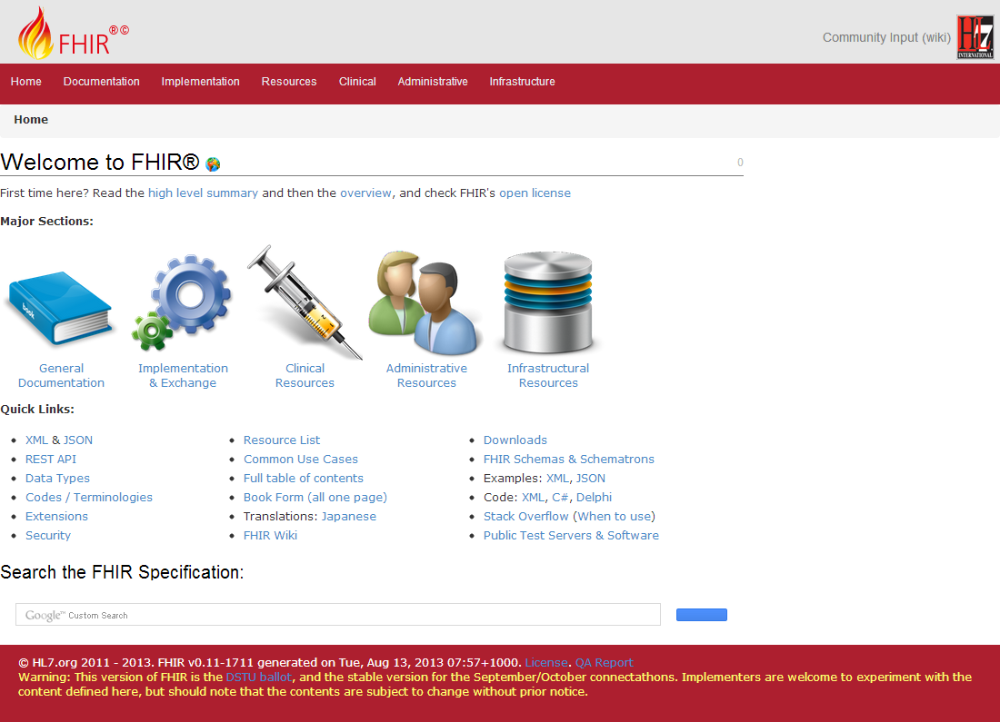 FHIR®©
Community Input (wiki)
HL7
INTERNATIONAL
Home Documentation Implementation Resources Clinical Administrative Infrastructure
Home
Welcome to FHIR®
0
First time here? Read the high level summary and then the overview, and check FHIR's open license
Major Sections:
book
General
Documentation
Implementation
& Exchange
Clinical
Resources
Administrative
Resources
Infrastructural
Resources
Quick Links:
XML & JSON
REST API
Data Types
Codes / Terminologies
Extensions
Security
Resource List
Common Use Cases
Full table of contents
Book Form (all one page)
Translations: Japanese
FHIR Wiki
Downloads
FHIR Schemas & Schematrons
Examples: XML, JSON
Code: XML, C#, Delphi
Stack Overflow (When to use)
Public Test Servers & Software
Search the FHIR Specification:
Google™ Custom Search
© HL7.org 2011 - 2013. FHIR v0.11-1711 generated on Tue, Aug 13, 2013 07:57+1000. License. QA Report
Warning: This version of FHIR is the DSTU ballot, and the stable version for the September/October connectathons. Implementers are welcome to experiment with the
content defined here, but should note that the contents are subject to change without prior notice.